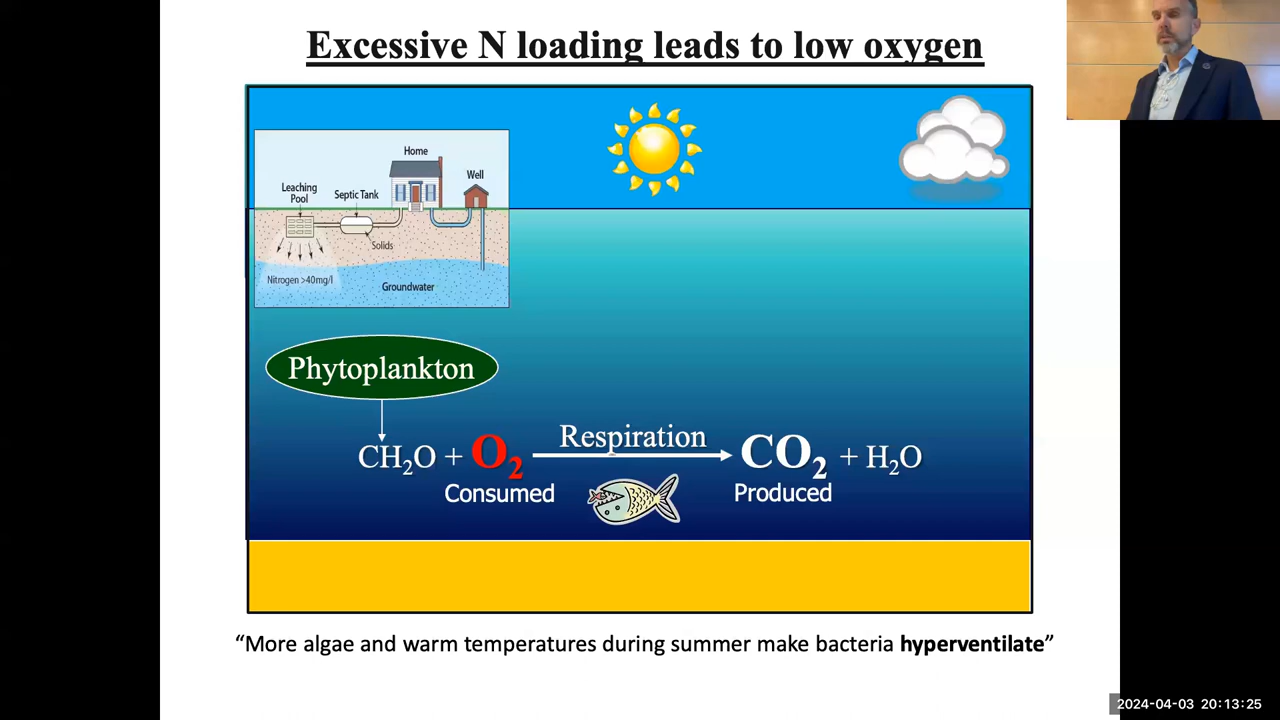 Excessive N loading leads to low oxygen
Home
Well
Leaching
Pool
Septic Tank
Solids
Nitrogen >40mg/l
Groundwater
Phytoplankton
CH₂O + O₂ Respiration CO₂ + H₂O
Consumed
Produced
“More algae and warm temperatures during summer make bacteria hyperventilate”
2024-04-03 20:13:25